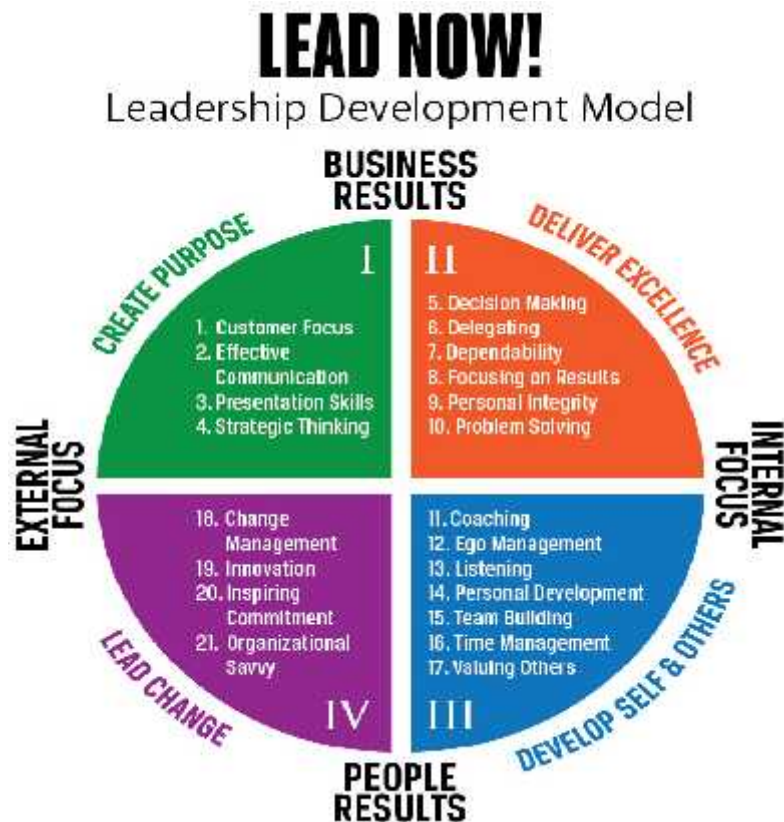 LEAD NOW!
Leadership Development Model
BUSINESS
RESULTS
CREATE PURPOSE
DELIVER EXCELLENCE
I
1. Customer Focus
2. Effective
Communication
3. Presentation Skills
4. Strategic Thinking
II
5. Decision Making
6. Delegating
7. Dependability
8. Focusing on Results
9. Personal Integrity
10. Problem Solving
EXTERNAL
FOCUS
INTERNAL
FOCUS
18. Change
Management
19. Innovation
20. Inspiring
Commitment
21. Organizational
Savvy
IV
11. Coaching
12. Ego Management
13. Listening
14. Personal Development
15. Team Building
16. Time Management
17. Valuing Others
III
LEAD CHANGE
DEVELOP SELF & OTHERS
PEOPLE
RESULTS